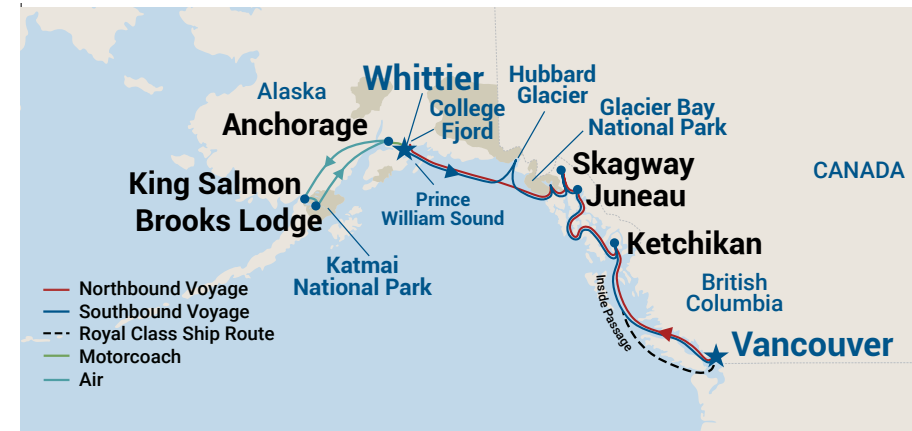 Whittier
Hubbard
Glacier
Alaska
College
Fjord
Glacier Bay
National Park
Anchorage
Skagway
CANADA
King Salmon
Juneau
Prince
William Sound
Brooks Lodge
Ketchikan
Katmai
National Park
British
Columbia
Inside Passage
Northbound Voyage
Southbound Voyage
Royal Class Ship Route
Motorcoach
Air
Vancouver